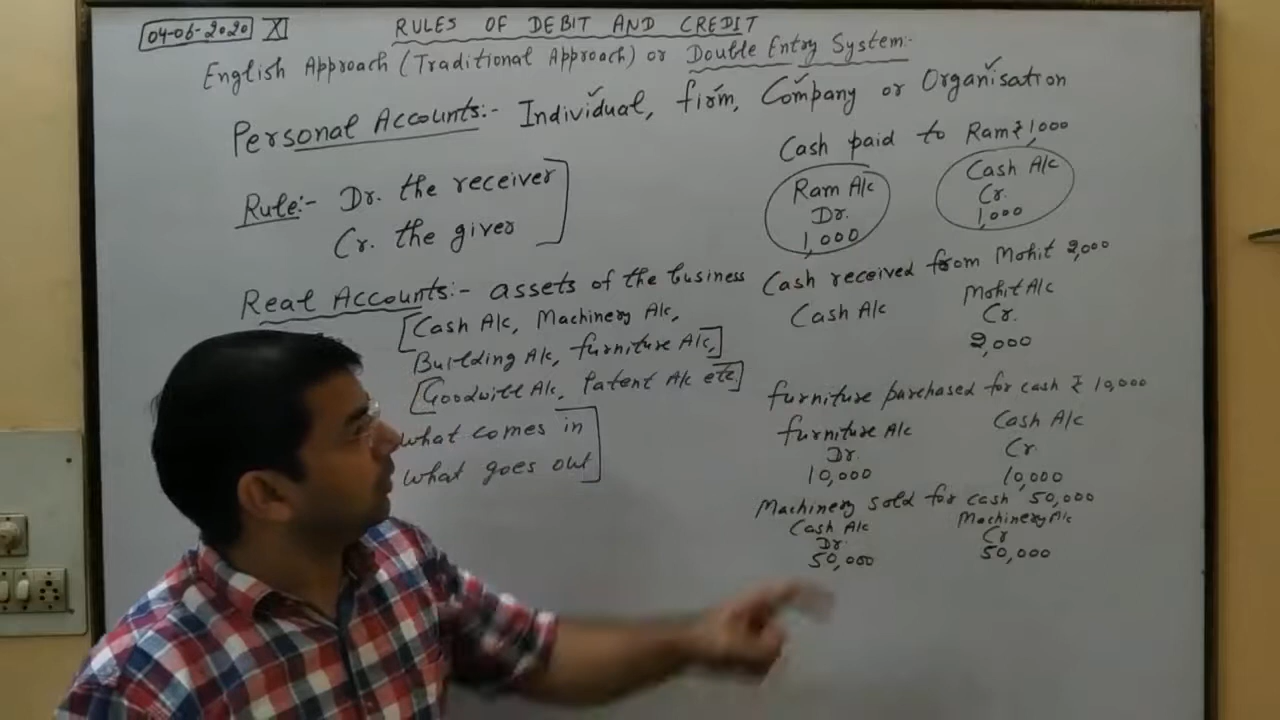 04-06-2020 XI
RULES OF DEBIT AND CREDIT
English Approach (Traditional Approach) or Double Entry System:-
Personal Accounts:- Individual, firm, Company or Organisation
Rule:- Dr. the receiver
Cr. the giver
Real Accounts:- assets of the business
[Cash A/c, Machinery A/c,
Building A/c, furniture A/c,]
[Goodwill A/c, Patent A/c etc.]
what comes in
what goes out
Cash paid to Ram ₹ 1,000
Ram A/c Cash A/c
Dr. Cr.
1,000 1,000
Cash received from Mohit 2,000
Cash A/c Mohit A/c
Cr.
2,000
furniture purchased for cash ₹ 10,000
furniture A/c Cash A/c
Dr. Cr.
10,000 10,000
Machinery sold for cash 50,000
Cash A/c Machinery A/c
Dr. Cr
50,000 50,000